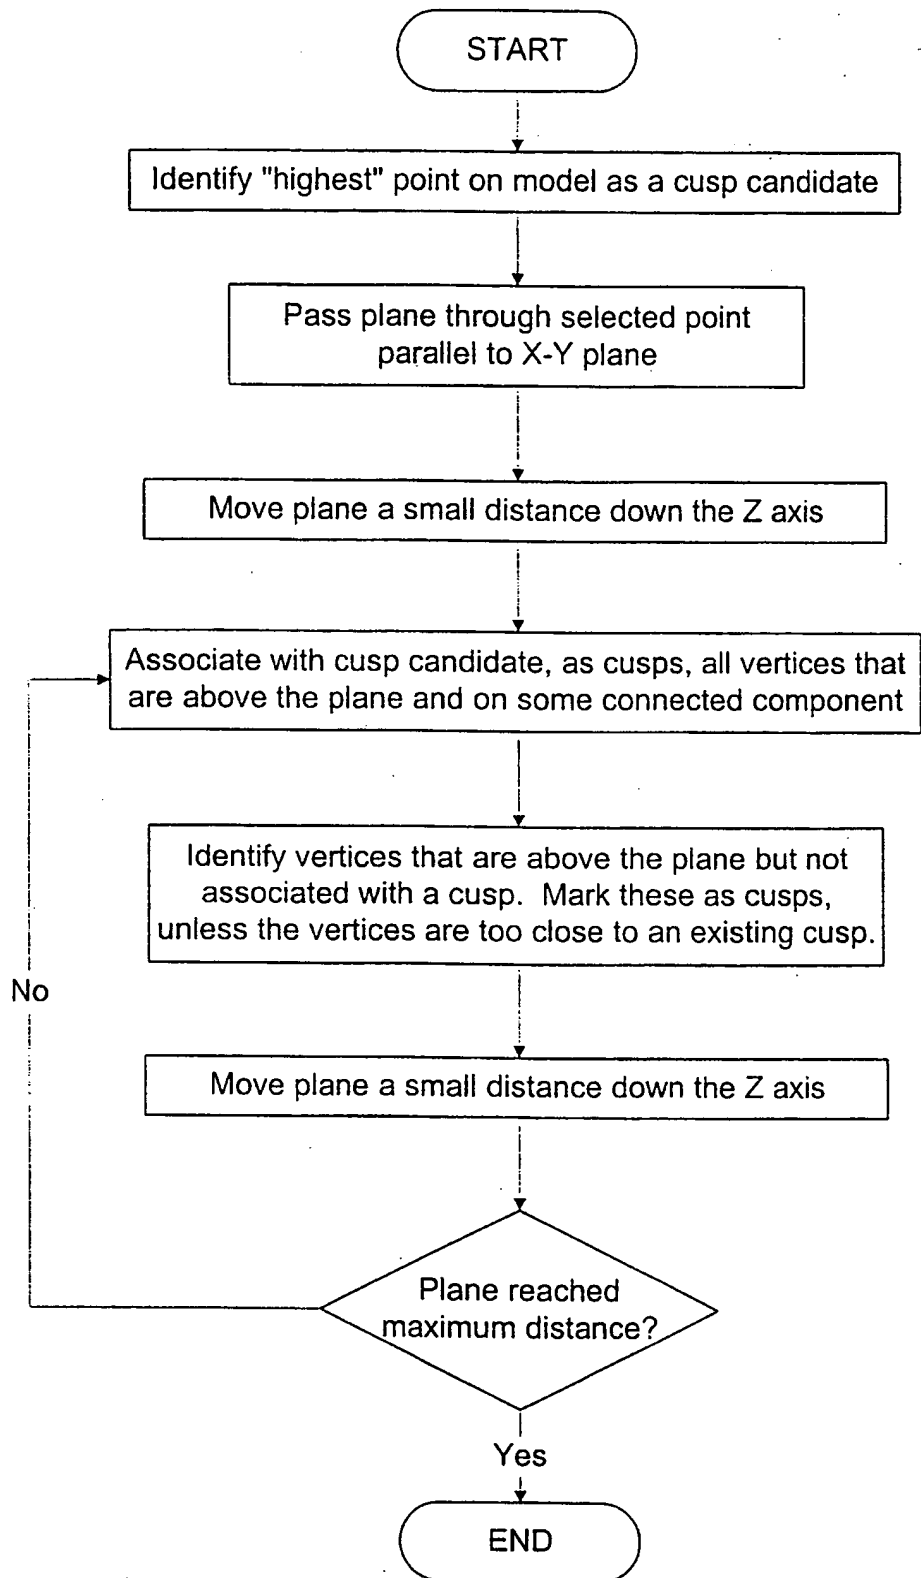 START
Identify "highest" point on model as a cusp candidate
Pass plane through selected point
parallel to X-Y plane
Move plane a small distance down the Z axis
Associate with cusp candidate, as cusps, all vertices that
are above the plane and on some connected component
Identify vertices that are above the plane but not
associated with a cusp. Mark these as cusps,
unless the vertices are too close to an existing cusp.
No
Move plane a small distance down the Z axis
Plane reached
maximum distance?
Yes
END